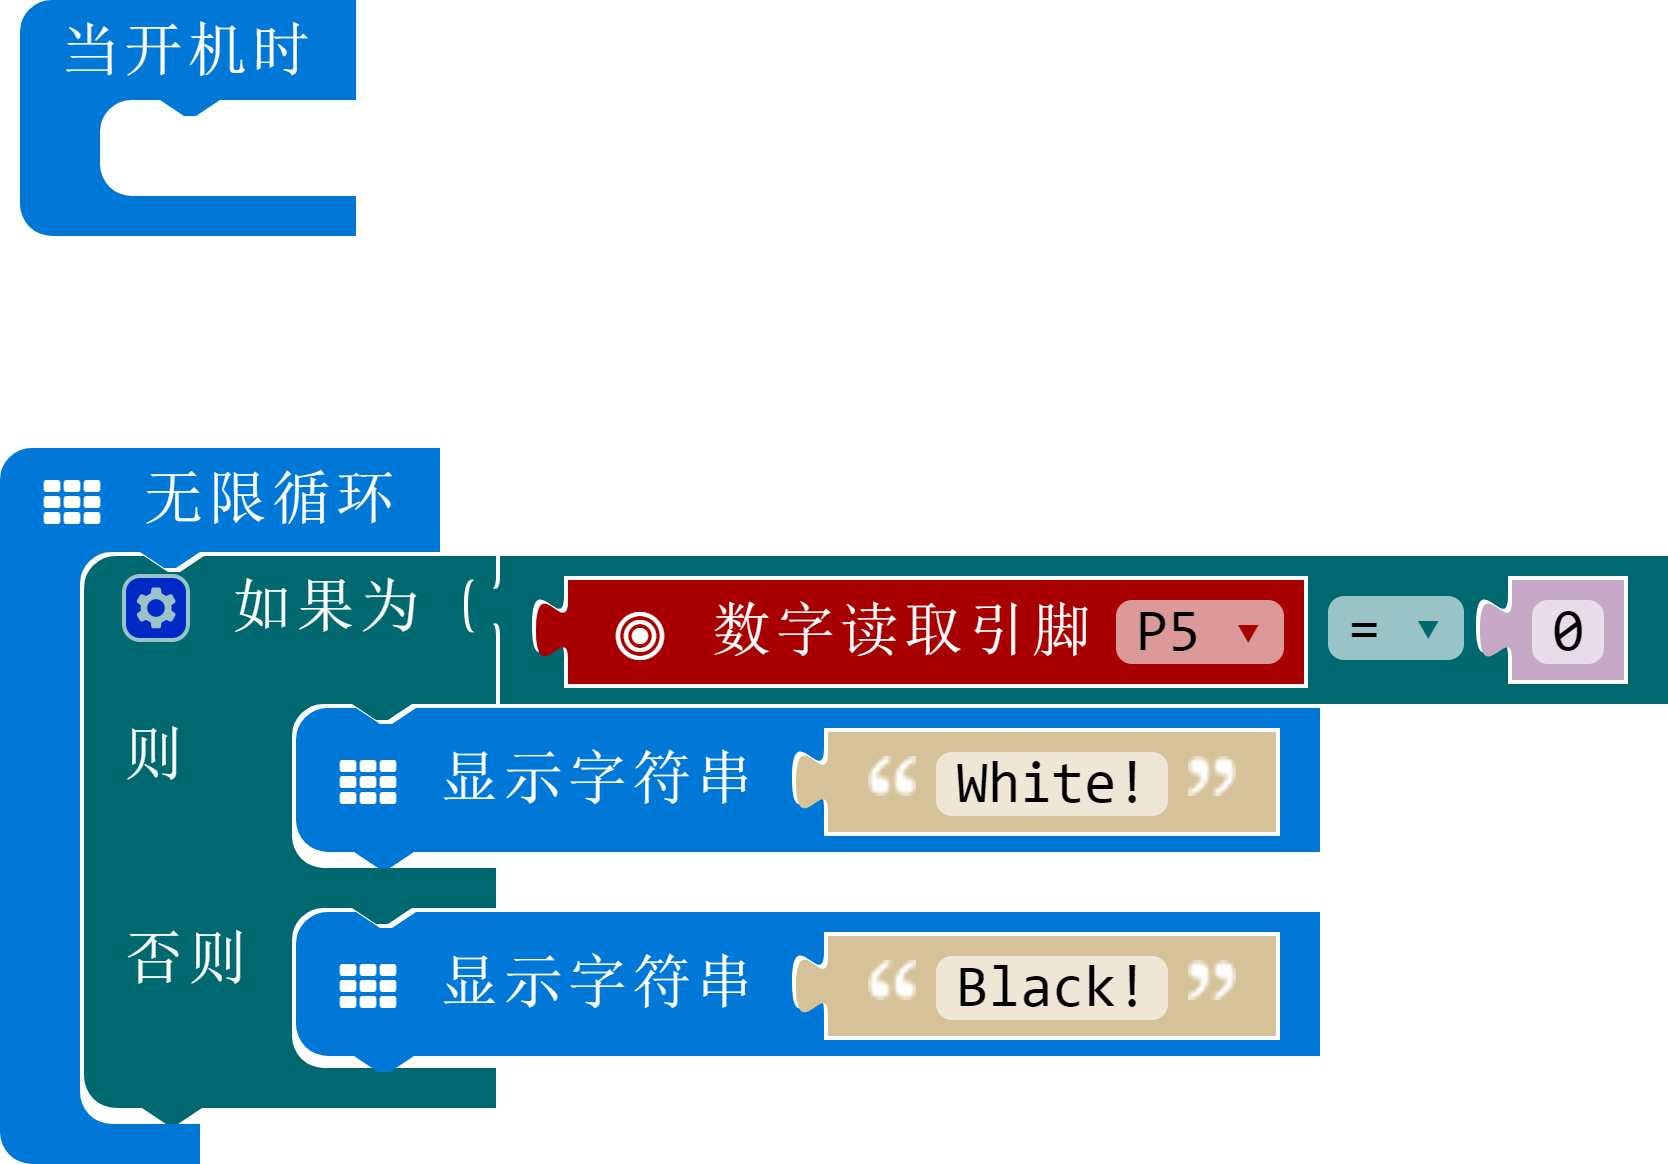 当开机时
无限循环
如果为 数字读取引脚 P5 = 0
则 显示字符串 “ White! ”
否则 显示字符串 “ Black! ”